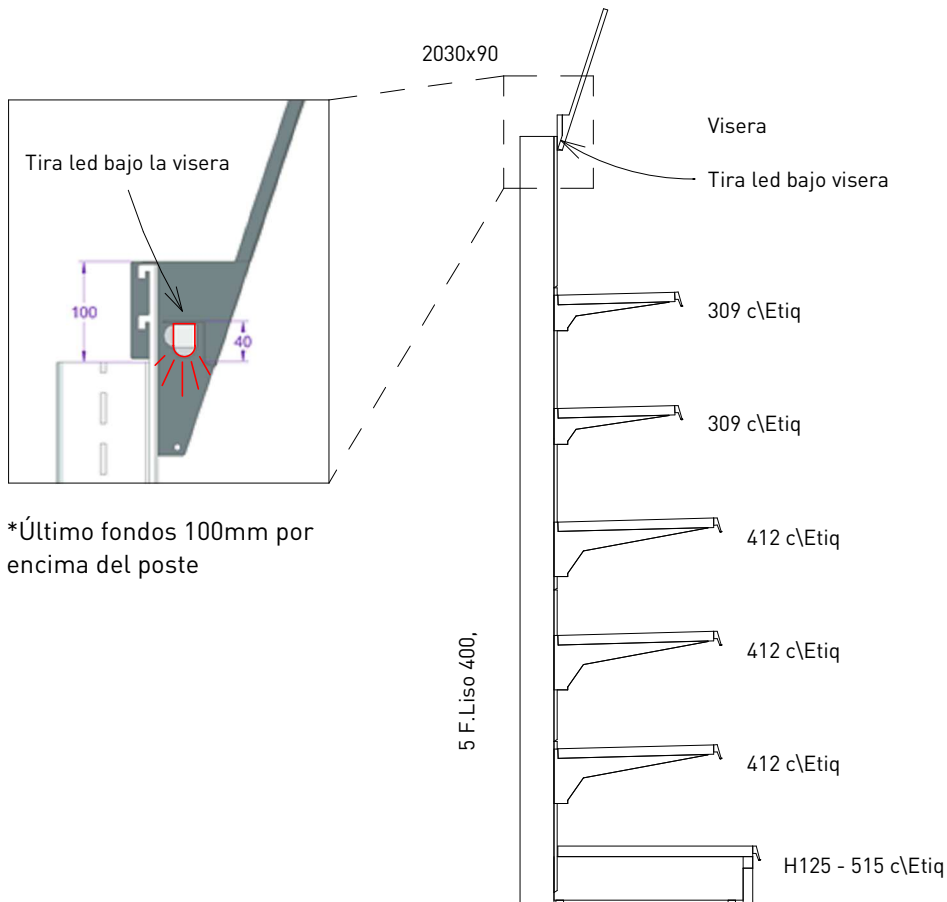 2030x90
Visera
Tira led bajo la visera
Tira led bajo visera
100
40
309 c\Etiq
309 c\Etiq
*Último fondos 100mm por
encima del poste
412 c\Etiq
5 F.Liso 400,
412 c\Etiq
412 c\Etiq
H125 - 515 c\Etiq